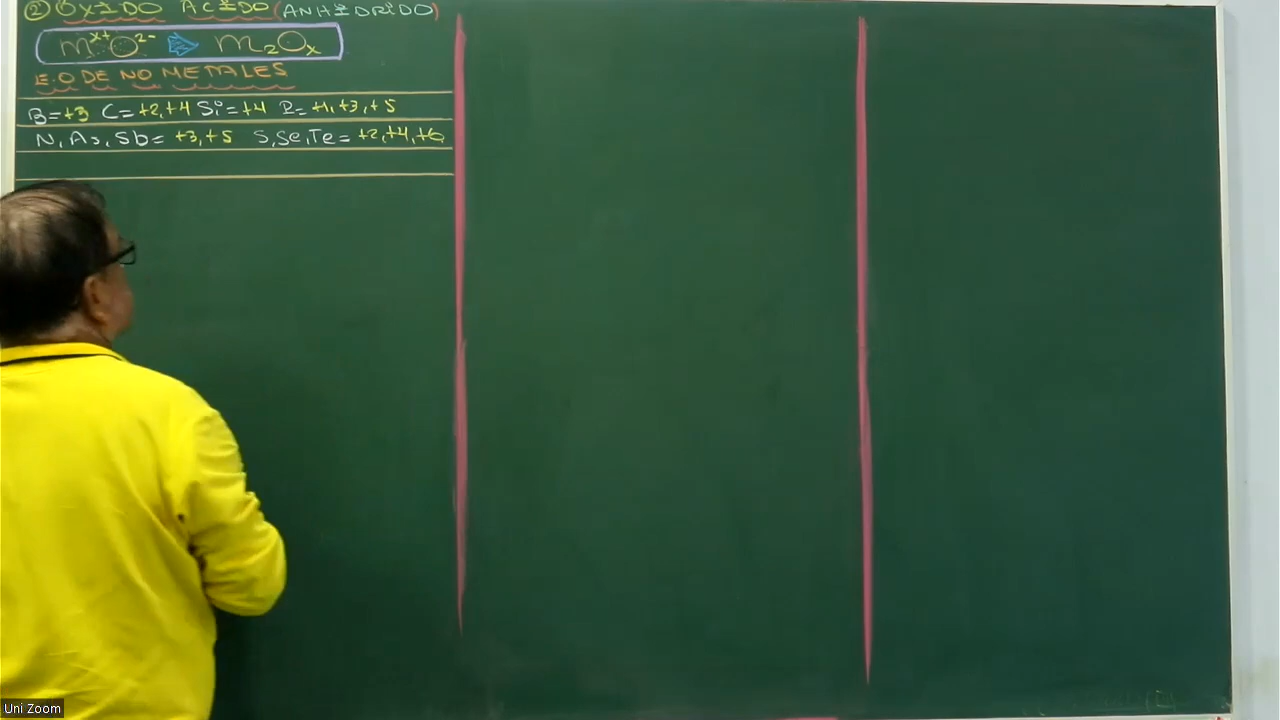 ② OXIDO ACIDO (ANHIDRIDO)
m^x+ O^2- ⇒ m₂Oₓ
E.O DE NO METALES
B=+3 C=+2,+4 Si=+4 P=+1,+3,+5
N, As, Sb=+3,+5 S, Se, Te=+2,+4,+6
Uni Zoom